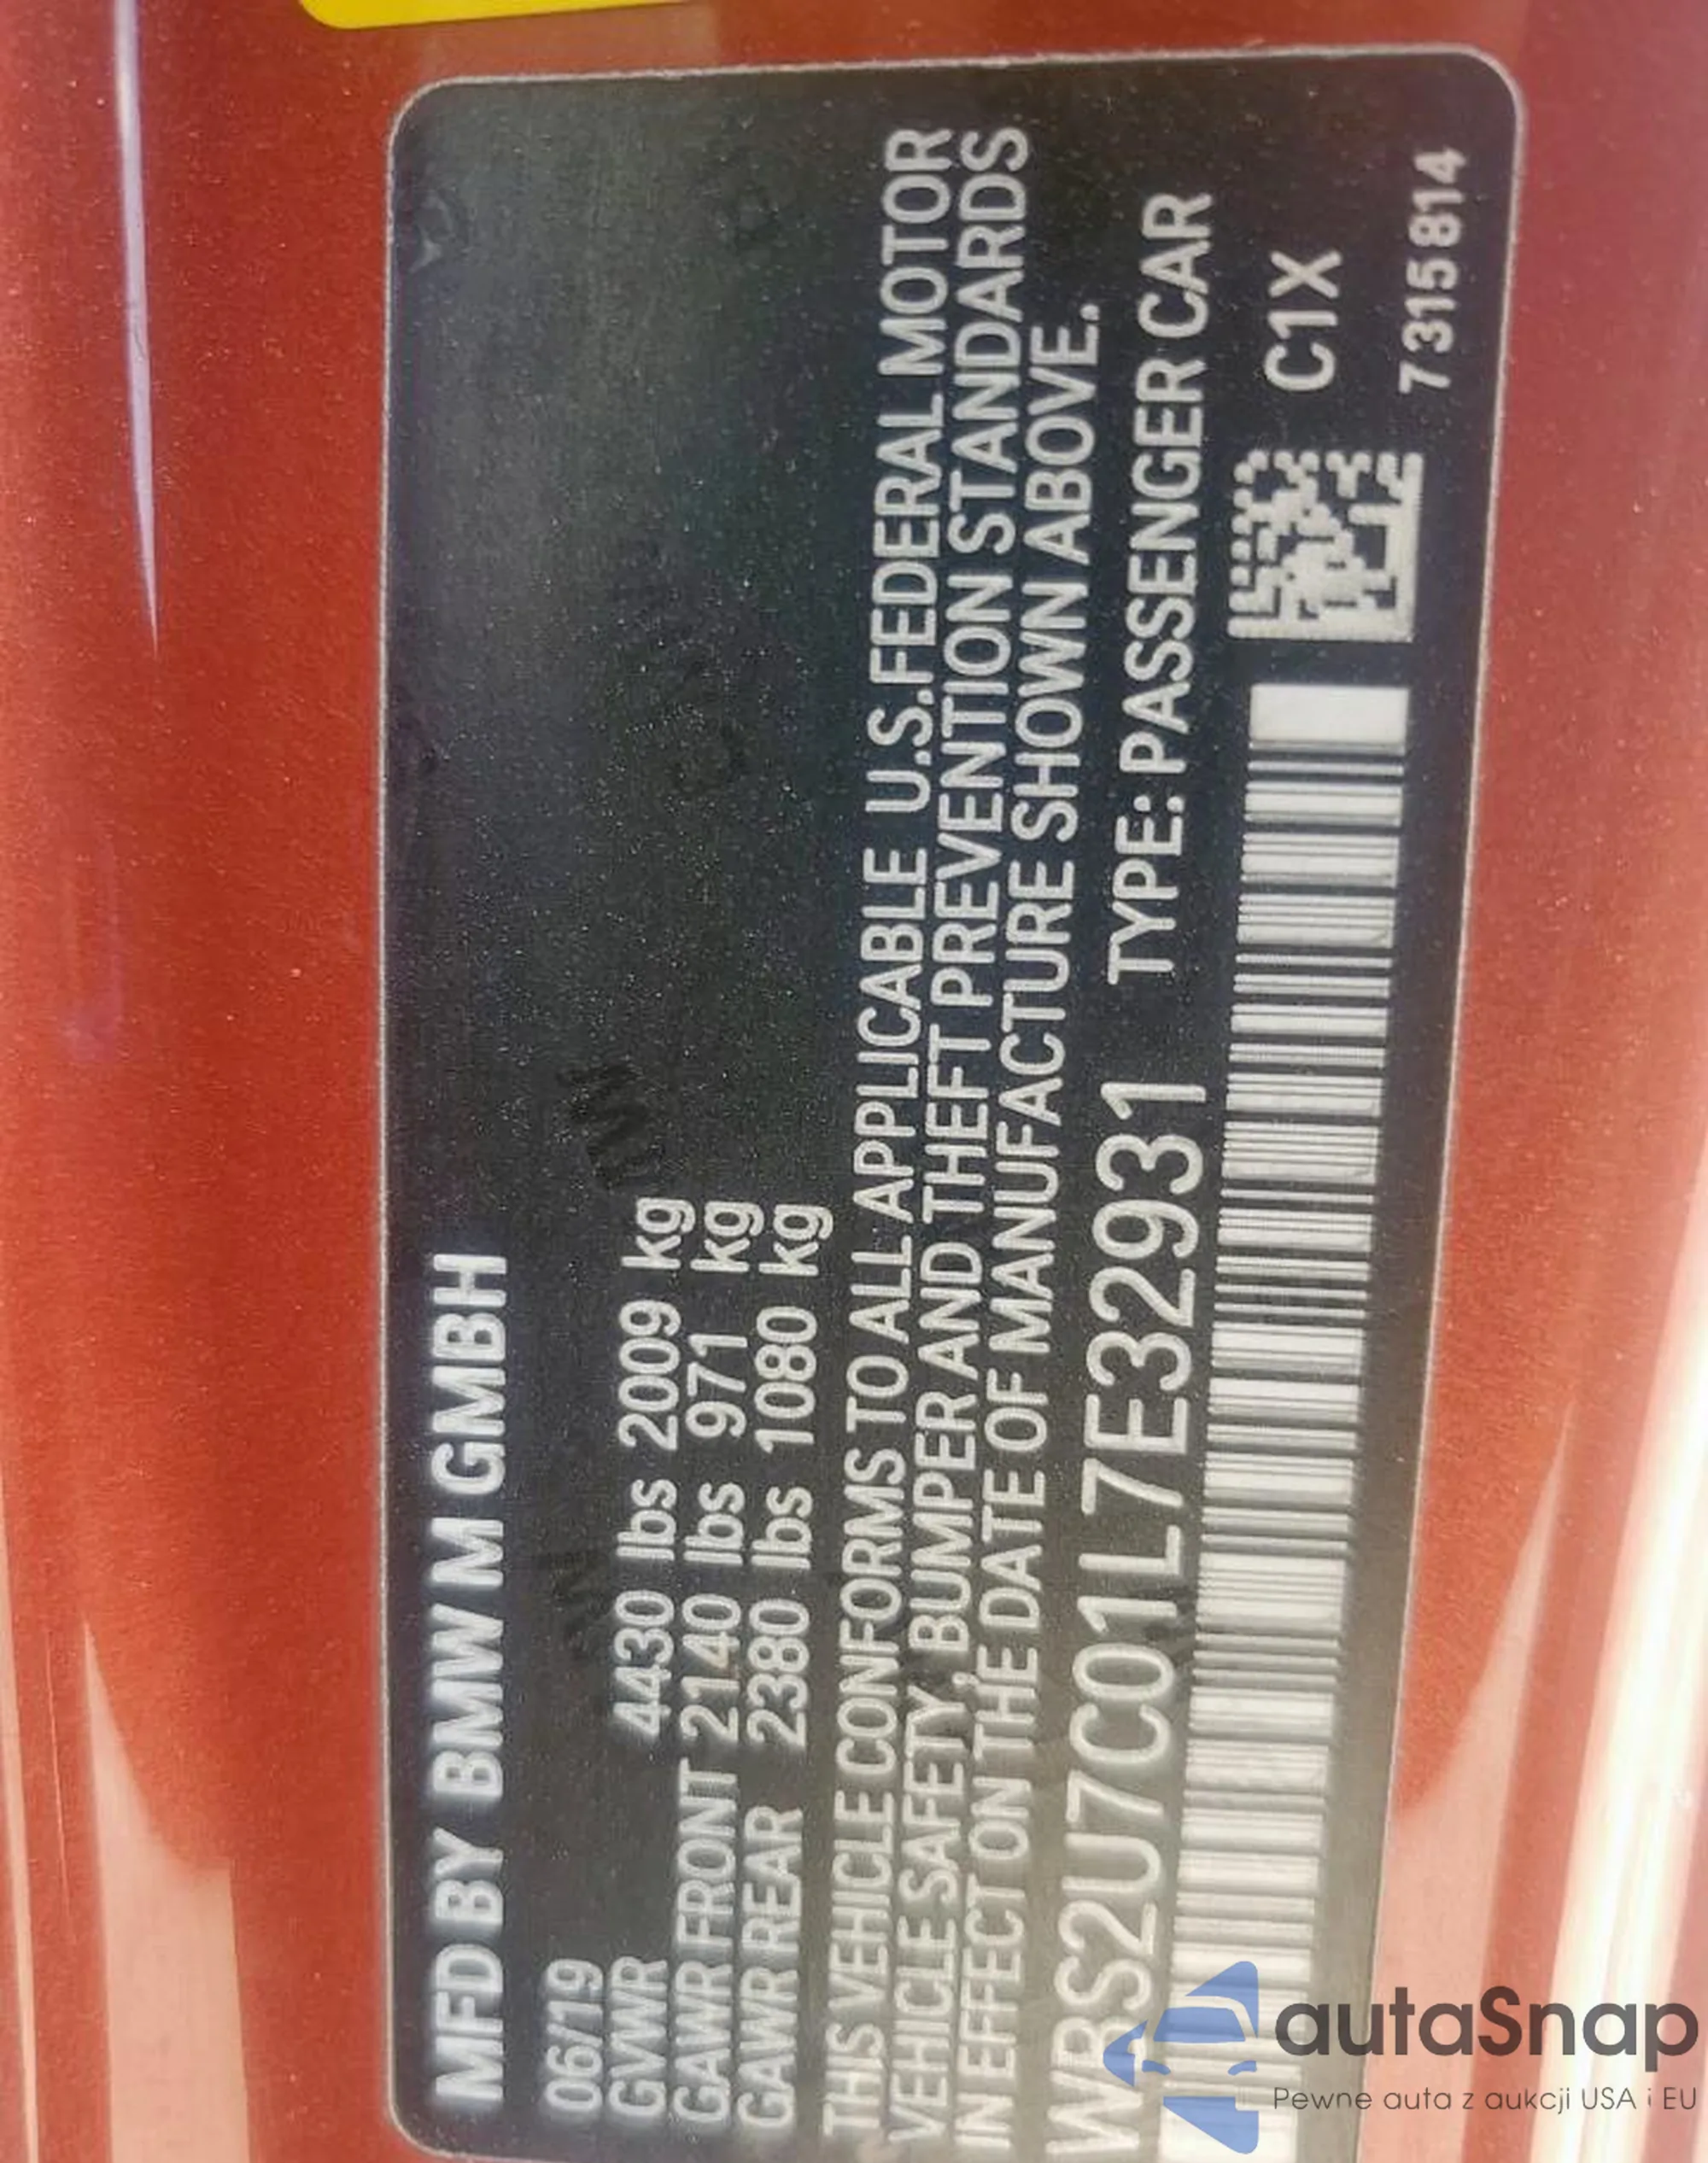 MFD BY BMW M GMBH
06/19
GVWR 4430 lbs 2009 kg
GAWR FRONT 2140 lbs 971 kg
GAWR REAR 2380 lbs 1080 kg
THIS VEHICLE CONFORMS TO ALL APPLICABLE U.S.FEDERAL MOTOR
VEHICLE SAFETY, BUMPER AND THEFT PREVENTION STANDARDS
IN EFFECT ON THE DATE OF MANUFACTURE SHOWN ABOVE.
WBS2U7C01L7E32931 TYPE: PASSENGER CAR
C1X
7315814
autaSnap
Pewne auta z aukcji USA i EU